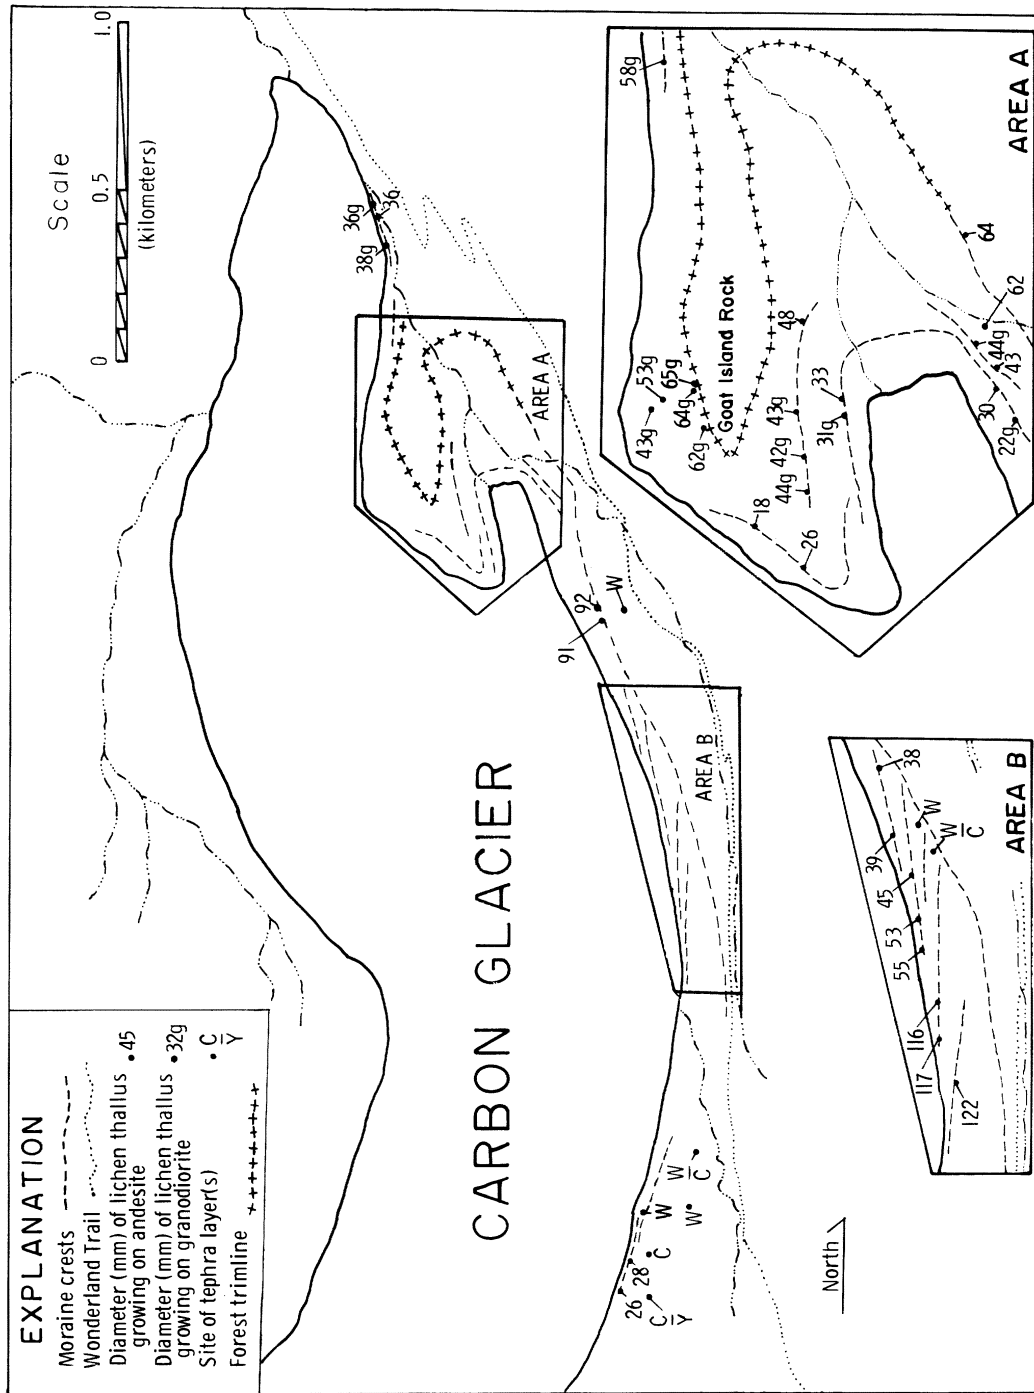 EXPLANATION
Moraine crests
Wonderland Trail
Diameter (mm) of lichen thallus •45
growing on andesite
Diameter (mm) of lichen thallus •32g
growing on granodiorite
Site of tephra layer(s) • C
Y
Forest trimline
Scale
0 0.5 1.0
(kilometers)
CARBON GLACIER
38g
36g
36
AREA A
91
92
W
AREA B
26
28
W
C
C
Y
W
W
C
North
AREA B
38
39
45
53
55
116
117
122
W
W
C
AREA A
58g
Goat Island Rock
43g
53g
65g
64g
62g
18
26
44g
42g
43g
48
31g
33
64
62
44g
43
30
22g